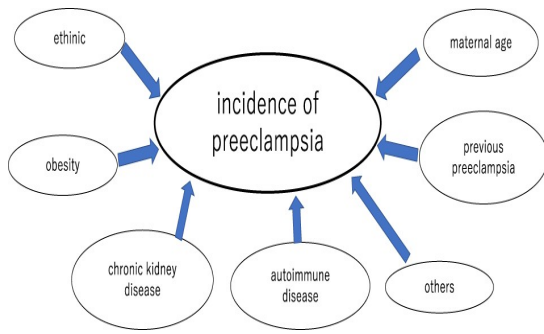 ethinic
maternal age
incidence of
preeclampsia
obesity
previous
preeclampsia
chronic kidney
disease
autoimmune
disease
others